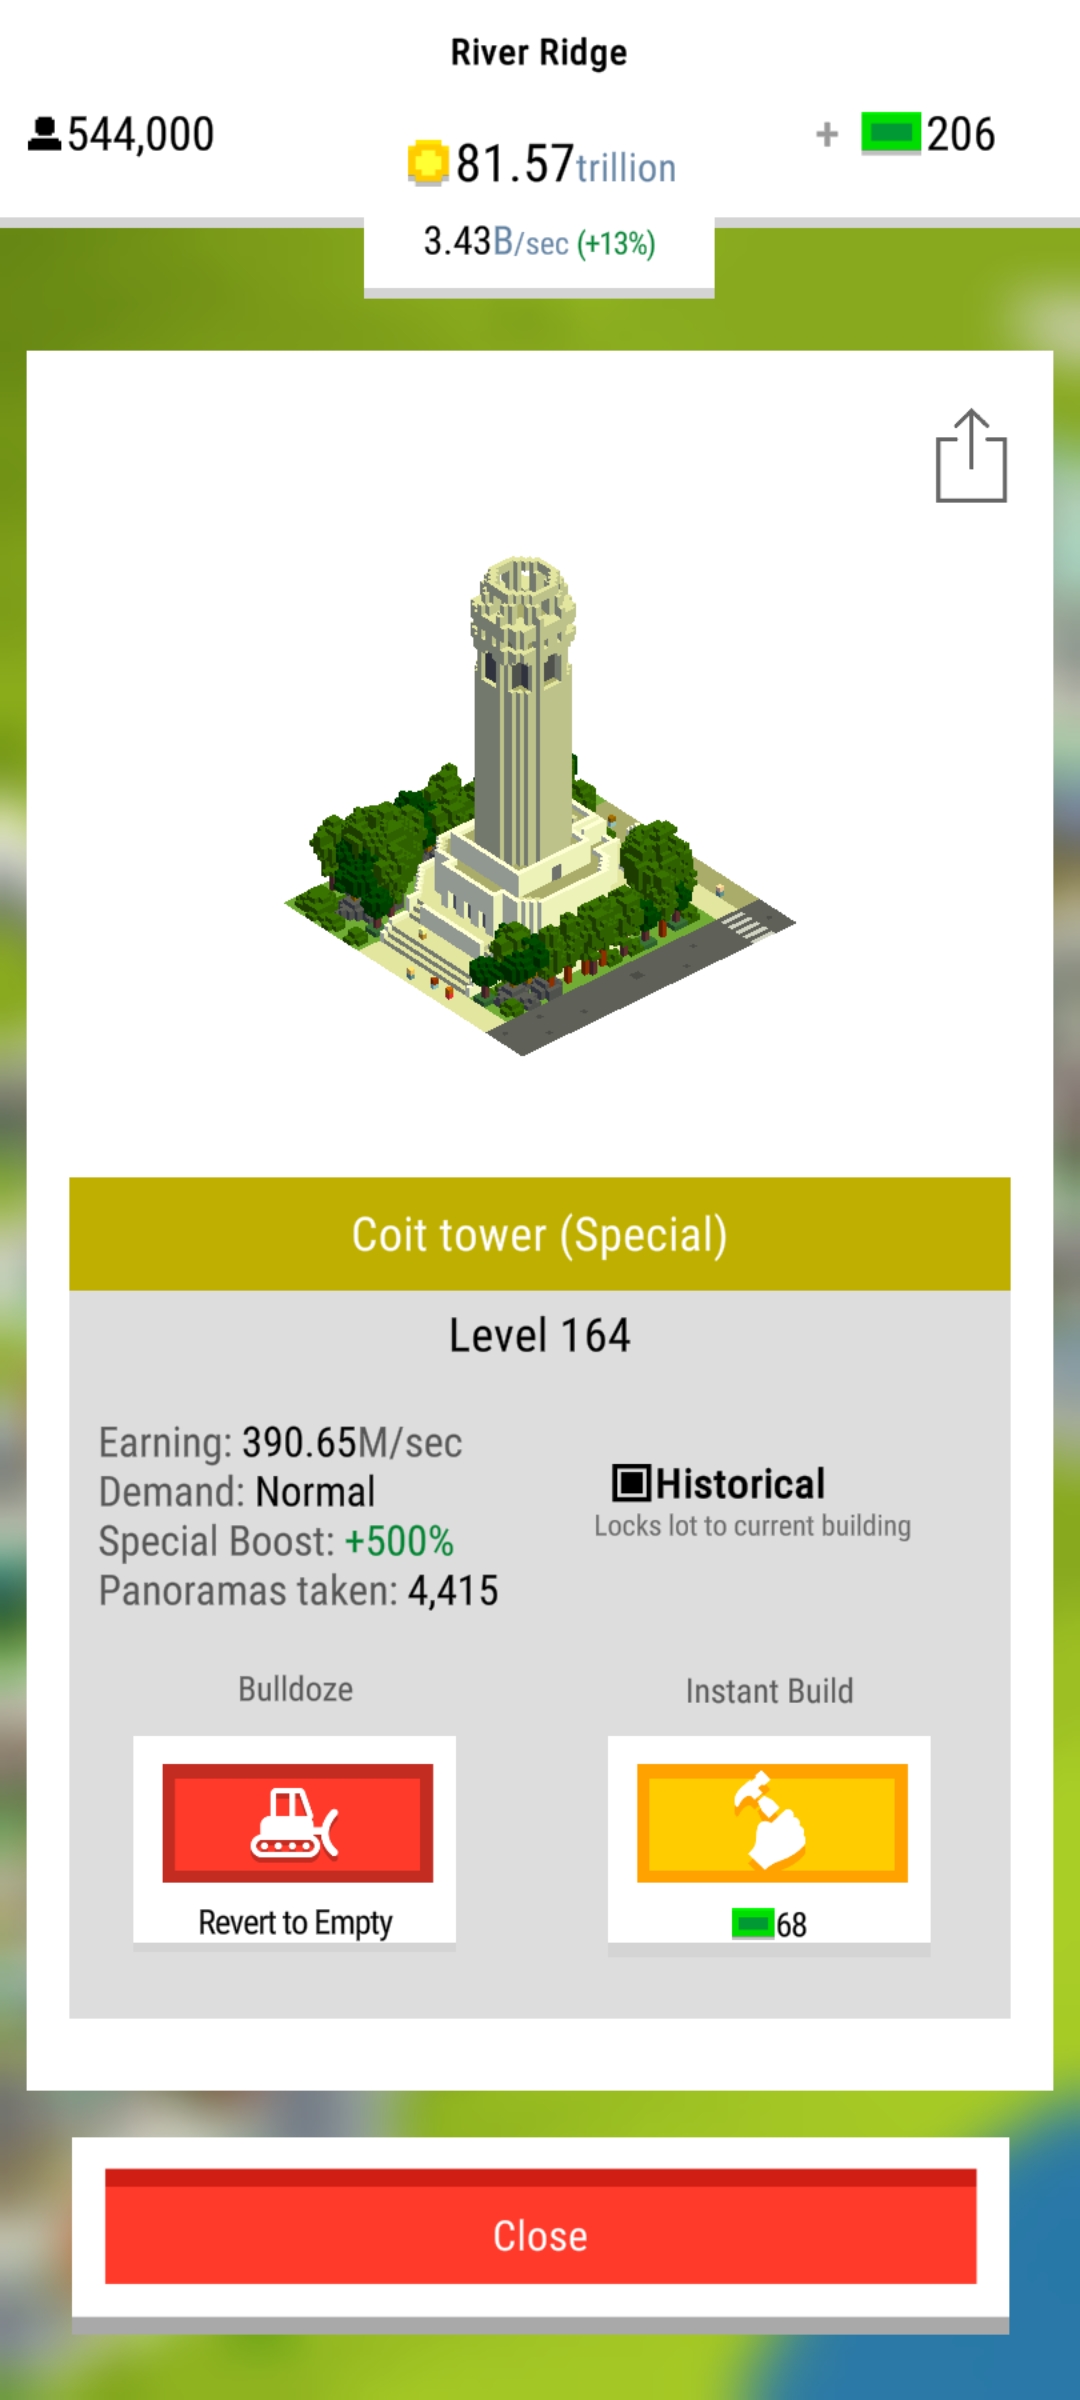 River Ridge
544,000
81.57trillion
+ 206
3.43B/sec (+13%)
Coit tower (Special)
Level 164
Earning: 390.65M/sec
Demand: Normal
Special Boost: +500%
Panoramas taken: 4,415
Historical
Locks lot to current building
Bulldoze
Instant Build
Revert to Empty
68
Close